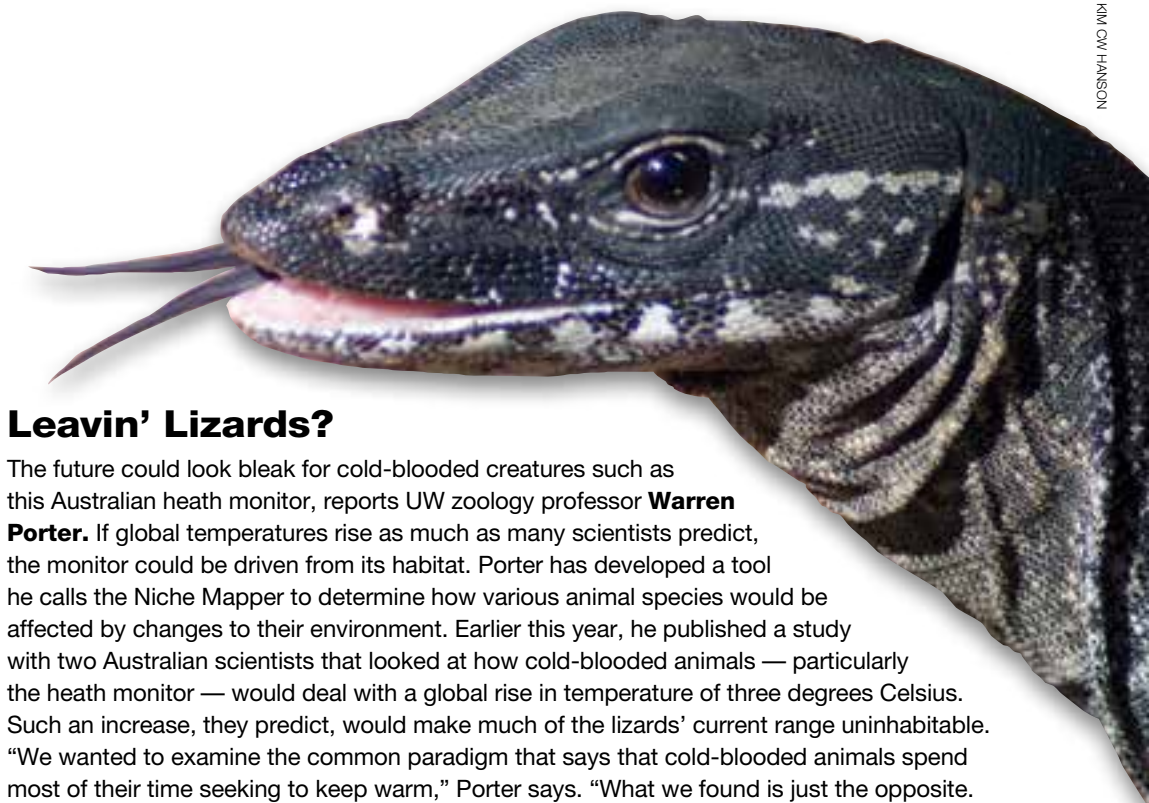 KIM CW HANSON
Leavin’ Lizards?
The future could look bleak for cold-blooded creatures such as
this Australian heath monitor, reports UW zoology professor Warren
Porter. If global temperatures rise as much as many scientists predict,
the monitor could be driven from its habitat. Porter has developed a tool
he calls the Niche Mapper to determine how various animal species would be
affected by changes to their environment. Earlier this year, he published a study
with two Australian scientists that looked at how cold-blooded animals — particularly
the heath monitor — would deal with a global rise in temperature of three degrees Celsius.
Such an increase, they predict, would make much of the lizards’ current range uninhabitable.
“We wanted to examine the common paradigm that says that cold-blooded animals spend
most of their time seeking to keep warm,” Porter says. “What we found is just the opposite.